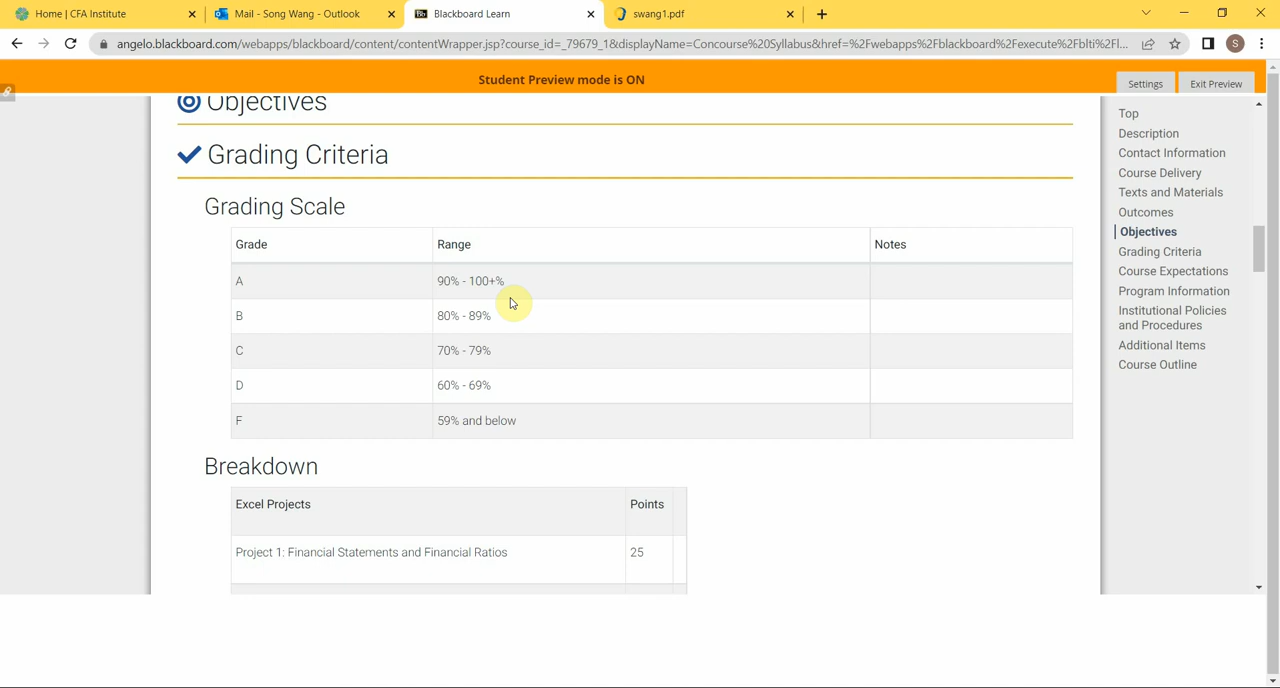 Home | CFA Institute
Mail - Song Wang - Outlook
Bb Blackboard Learn
swang1.pdf
angelo.blackboard.com/webapps/blackboard/content/contentWrapper.jsp?course_id=_79679_1&displayName=Concourse%20Syllabus&href=%2Fwebapps%2Fblackboard%2Fexecute%2Fblti%2Fl...
S
Student Preview mode is ON
Settings
Exit Preview
Objectives
Grading Criteria
Grading Scale
Grade Range Notes
A 90% - 100+%
B 80% - 89%
C 70% - 79%
D 60% - 69%
F 59% and below
Breakdown
Excel Projects Points
Project 1: Financial Statements and Financial Ratios 25
Top
Description
Contact Information
Course Delivery
Texts and Materials
Outcomes
Objectives
Grading Criteria
Course Expectations
Program Information
Institutional Policies
and Procedures
Additional Items
Course Outline